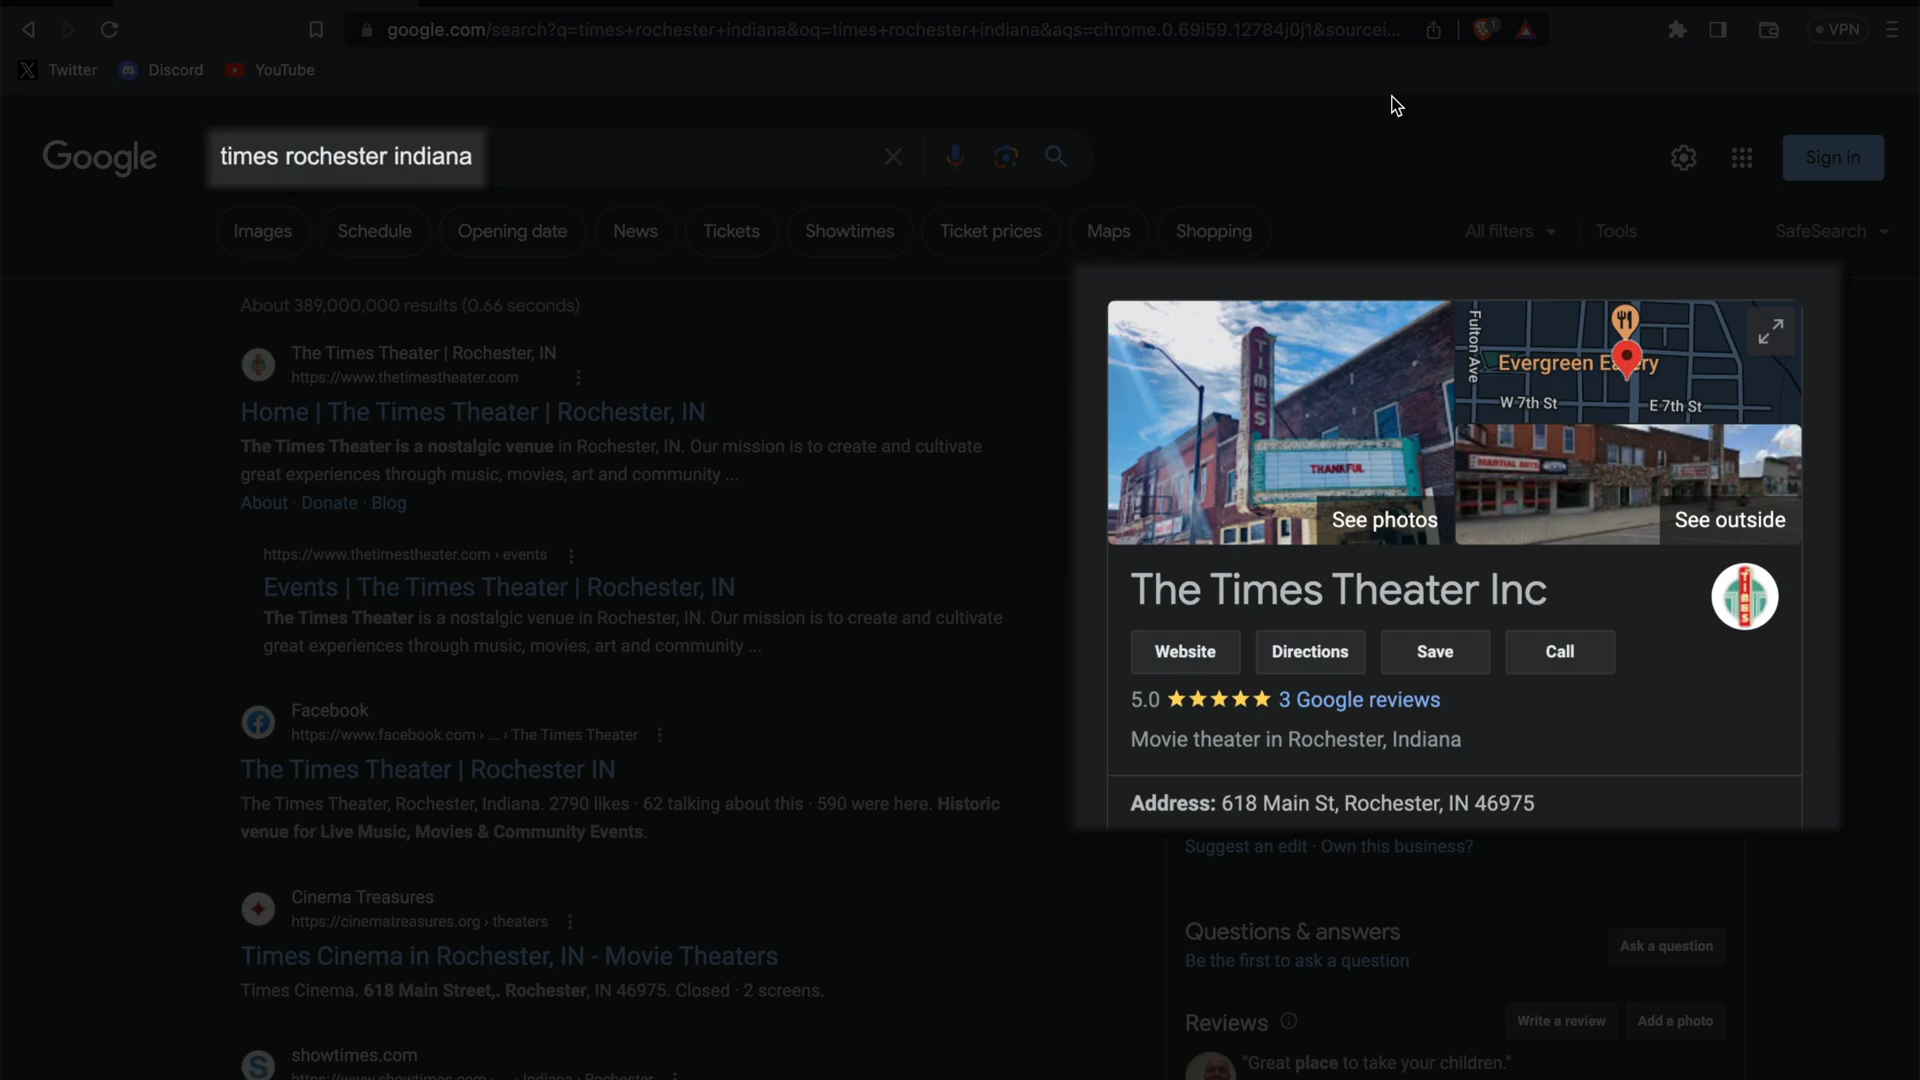 google.com/search?q=times+rochester+indiana&oq=times+rochester+indiana&aqs=chrome.0.69i59.12784j0j1&sourcei...
1
VPN
Twitter
Discord
YouTube
Google
times rochester indiana
Sign in
Images
Schedule
Opening date
News
Tickets
Showtimes
Ticket prices
Maps
Shopping
All filters
Tools
SafeSearch
About 389,000,000 results (0.66 seconds)
The Times Theater | Rochester, IN
https://www.thetimestheater.com
Home | The Times Theater | Rochester, IN
The Times Theater is a nostalgic venue in Rochester, IN. Our mission is to create and cultivate
great experiences through music, movies, art and community ...
About · Donate · Blog
https://www.thetimestheater.com › events
Events | The Times Theater | Rochester, IN
The Times Theater is a nostalgic venue in Rochester, IN. Our mission is to create and cultivate
great experiences through music, movies, art and community ...
Facebook
https://www.facebook.com › ... › The Times Theater
The Times Theater | Rochester IN
The Times Theater, Rochester, Indiana. 2790 likes · 62 talking about this · 590 were here. Historic
venue for Live Music, Movies & Community Events.
Cinema Treasures
https://cinematreasures.org › theaters
Times Cinema in Rochester, IN - Movie Theaters
Times Cinema. 618 Main Street,. Rochester, IN 46975. Closed · 2 screens.
S
showtimes.com
https://www.showtimes.com › ... › Indiana › Rochester
TIMES
THANKFUL
See photos
Fulton Ave
Evergreen Eatery
W 7th St
E 7th St
MARTIAL ARTS
See outside
The Times Theater Inc
TIMES
Website
Directions
Save
Call
5.0
3 Google reviews
Movie theater in Rochester, Indiana
Address: 618 Main St, Rochester, IN 46975
Suggest an edit · Own this business?
Questions & answers
Be the first to ask a question
Ask a question
Reviews
Write a review
Add a photo
"Great place to take your children."